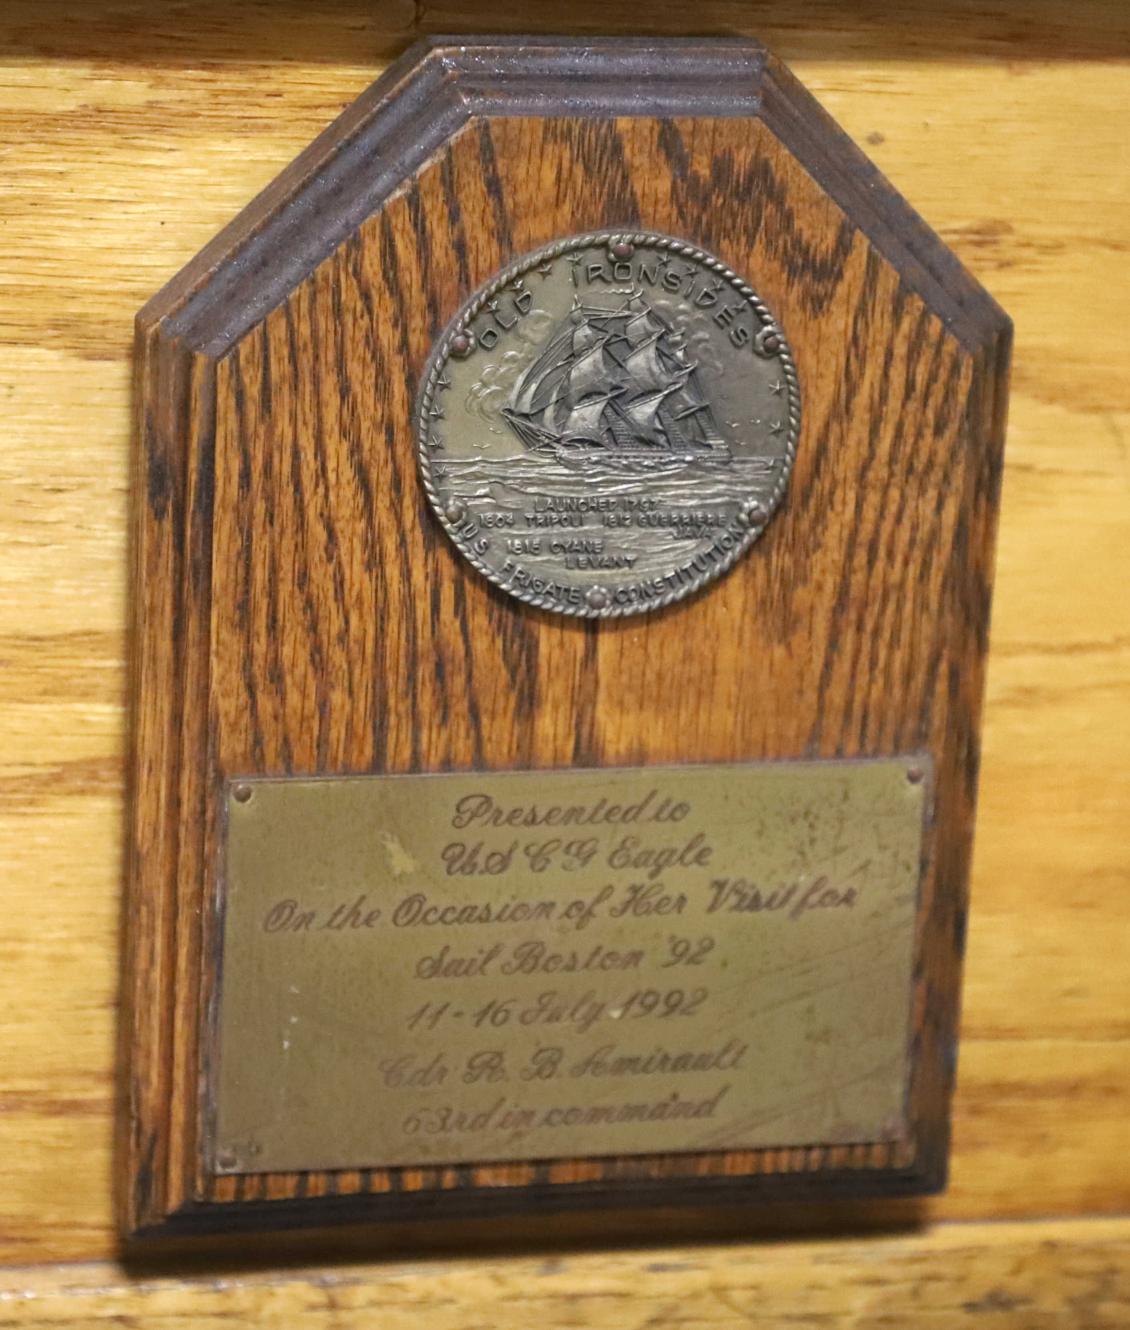 OLD IRONSIDES
LAUNCHED 1797
1804 TRIPOLI 1812 GUERRIERE
JAVA
1815 CYANE
LEVANT
US FRIGATE CONSTITUTION
Presented to
USCG Eagle
On the Occasion of Her Visit for
Sail Boston '92
11-16 July 1992
Cdr R. B. Amirault
63rd in command